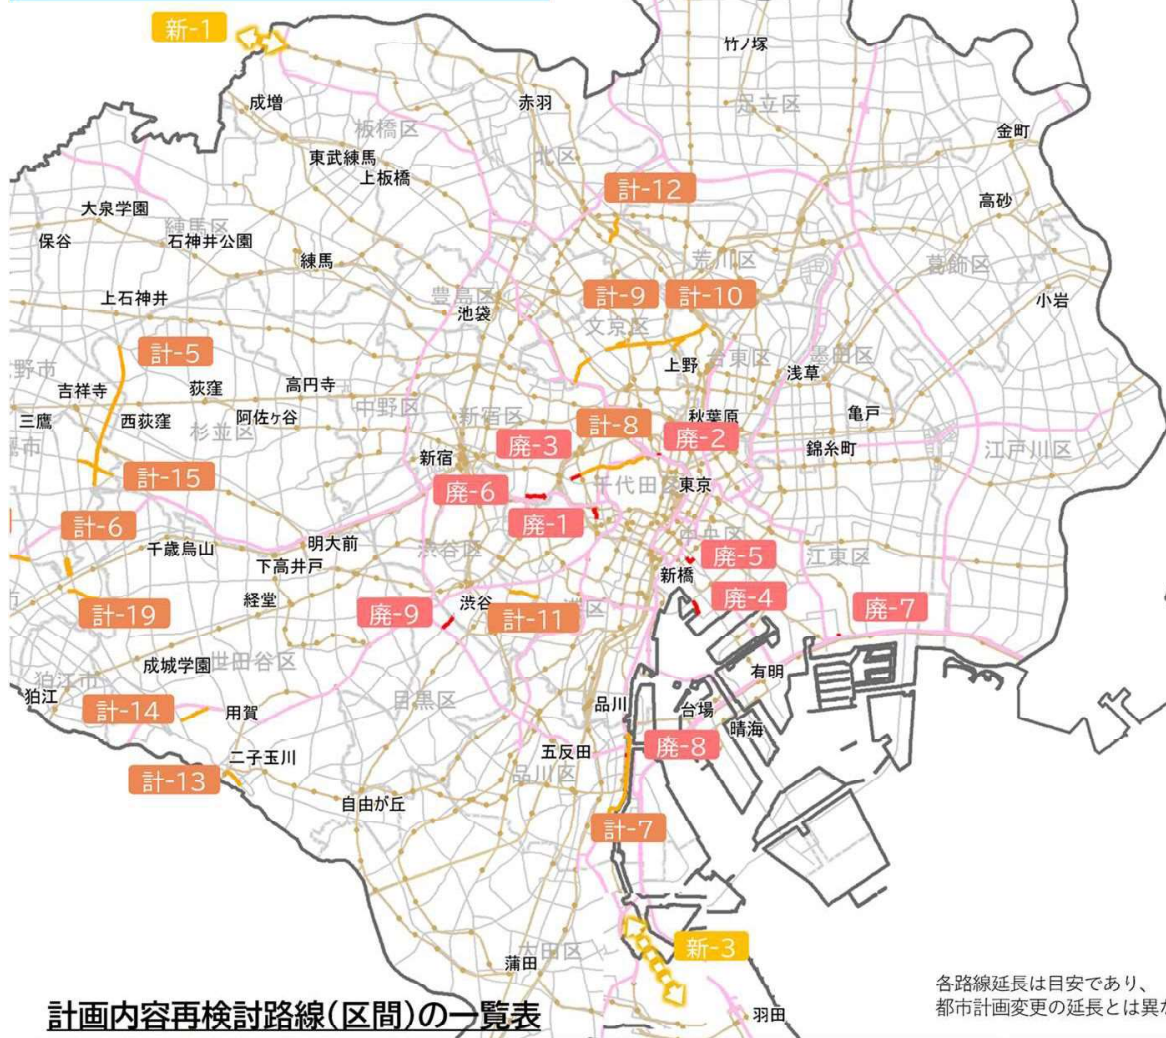 新-1
竹ノ塚
成増
赤羽
足立区
板橋区
金町
東武練馬
北区
上板橋
計-12
高砂
大泉学園
練馬区
保谷
石神井公園
練馬
荒川区
葛飾区
計-9
計-10
上石神井
豊島区
小岩
池袋
文京区
計-5
上野
台東区
墨田区
浅草
吉祥寺
荻窪
高円寺
中野区
新宿区
三鷹
西荻窪
阿佐ヶ谷
計-8
秋葉原
亀戸
杉並区
廃-3
廃-2
錦糸町
江戸川区
新宿
計-15
廃-6
千代田区
東京
計-6
廃-1
中央区
千歳烏山
明大前
渋谷区
廃-5
江東区
下高井戸
新橋
計-19
経堂
廃-9
渋谷
計-11
港区
廃-4
廃-7
成城学園
世田谷区
狛江市
狛江
目黒区
有明
計-14
用賀
品川
台場
晴海
二子玉川
五反田
廃-8
計-13
品川区
自由が丘
計-7
新-3
大田区
蒲田
羽田
各路線延長は目安であり、
都市計画変更の延長とは異な
計画内容再検討路線(区間)の一覧表